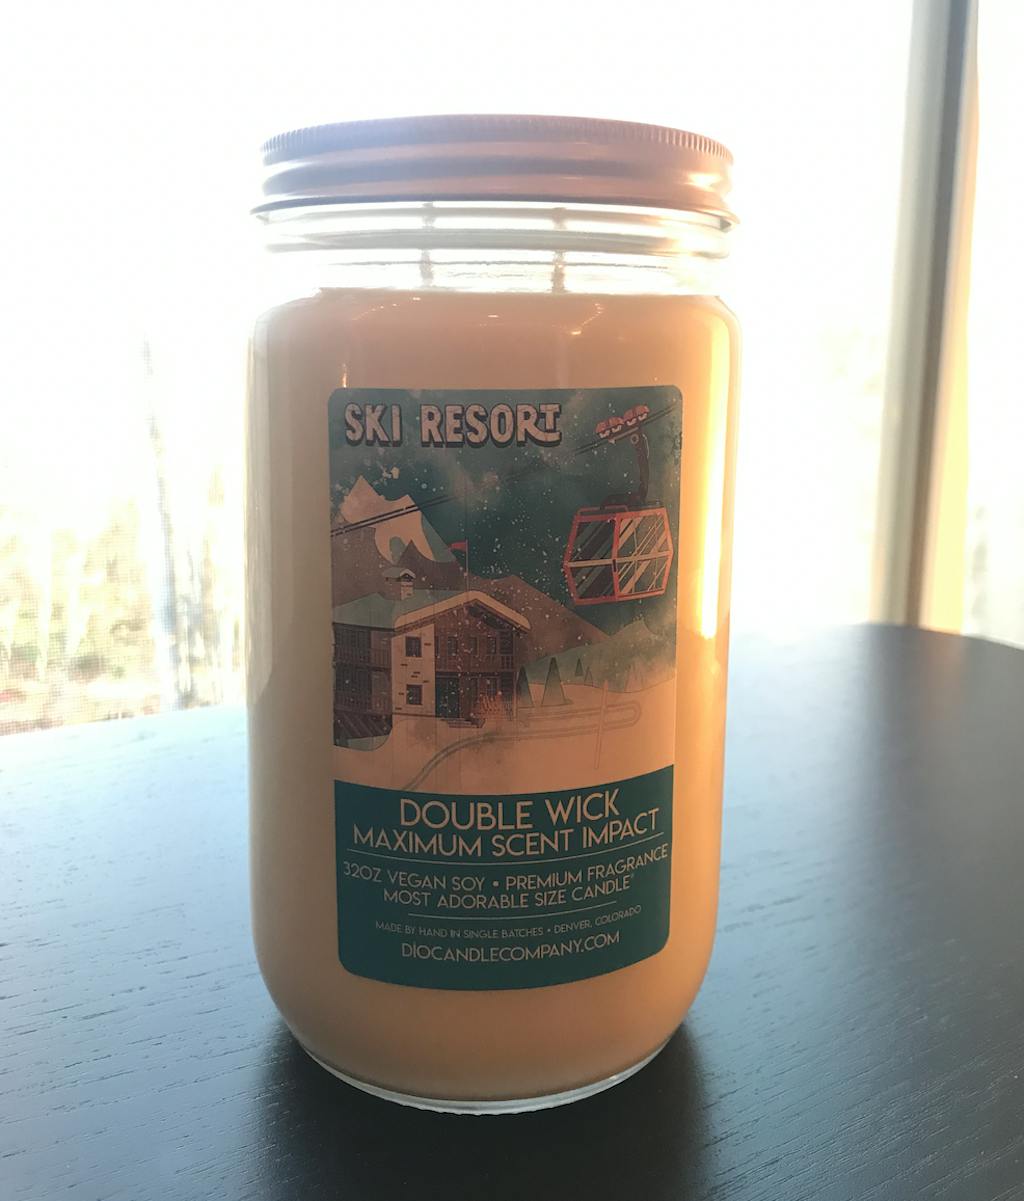 SKI RESORT
DOUBLE WICK
MAXIMUM SCENT IMPACT
32OZ VEGAN SOY • PREMIUM FRAGRANCE
MOST ADORABLE SIZE CANDLE
MADE BY HAND IN SINGLE BATCHES • DENVER, COLORADO
DIOCANDLECOMPANY.COM